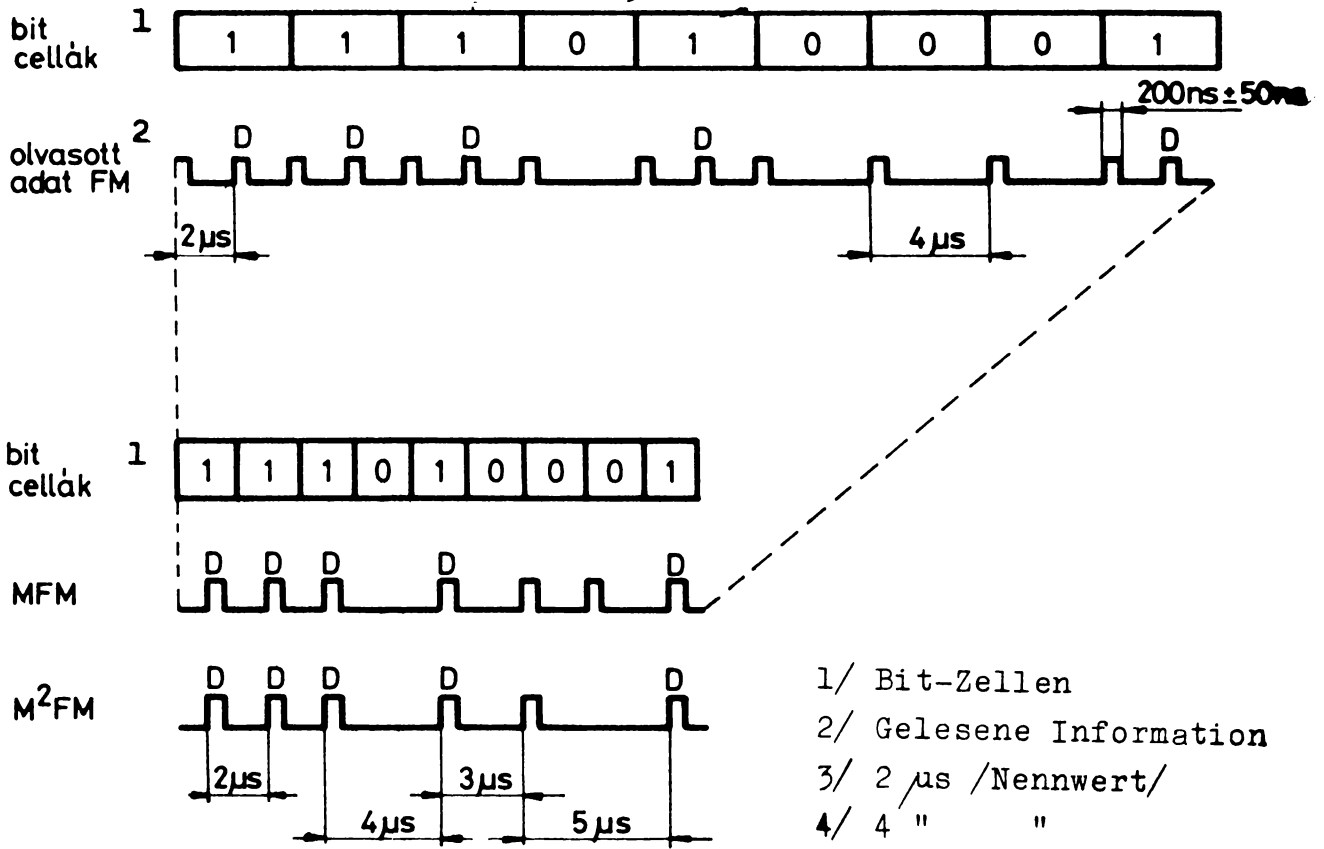 bit cellák 1
1 1 1 0 1 0 0 0 1
200ns±50ns
olvasott adat FM 2
D D D D D
2µs 4µs
bit cellák 1
1 1 1 0 1 0 0 0 1
MFM
D D D D D
M²FM
D D D D D
2µs 3µs
4µs 5µs
1/ Bit-Zellen
2/ Gelesene Information
3/ 2 µs /Nennwert/
4/ 4 " "